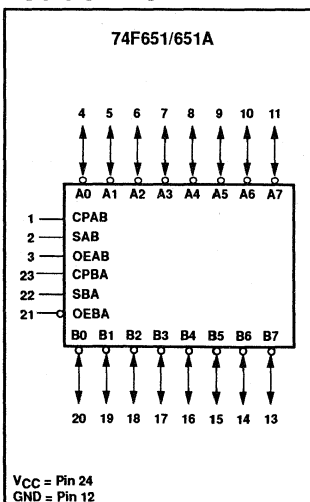 74F651/651A
4 5 6 7 8 9 10 11
A0 A1 A2 A3 A4 A5 A6 A7
1 CPAB
2 SAB
3 OEAB
23 CPBA
22 SBA
21 OEBA
B0 B1 B2 B3 B4 B5 B6 B7
20 19 18 17 16 15 14 13
VCC = Pin 24
GND = Pin 12